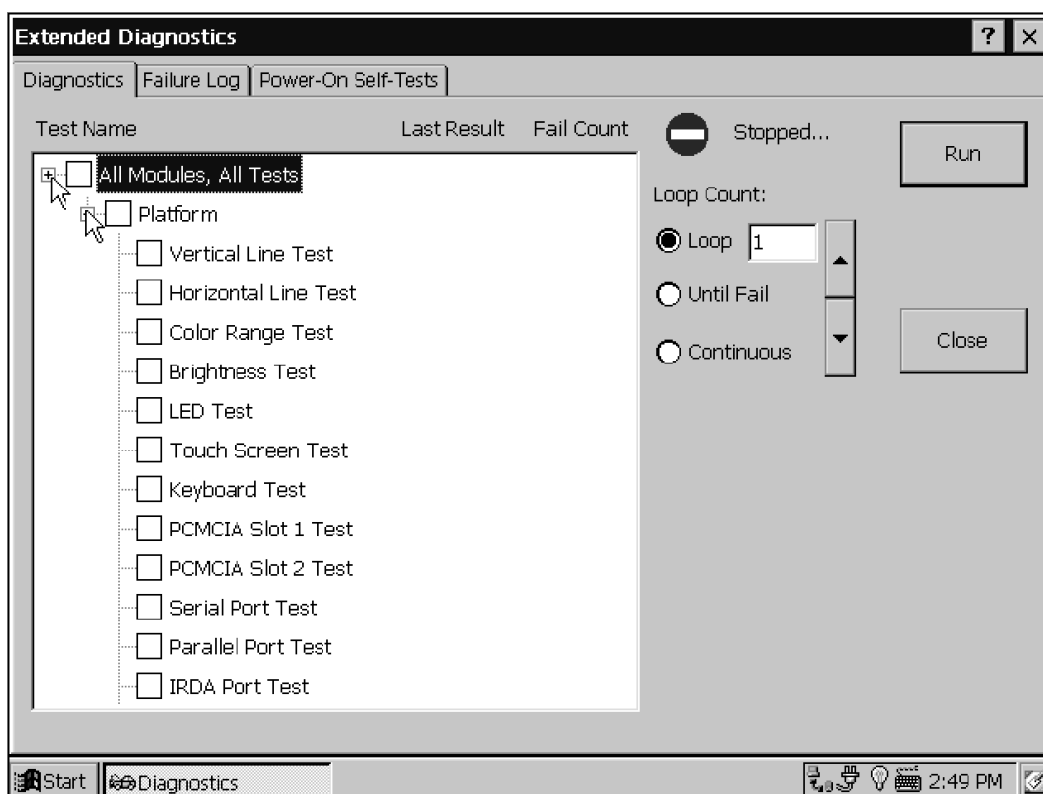 Extended Diagnostics
? ×
Diagnostics Failure Log Power-On Self-Tests
Test Name Last Result Fail Count
Stopped...
Run
All Modules, All Tests
Loop Count:
Platform
Loop 1
Vertical Line Test
Horizontal Line Test
Until Fail
Color Range Test
Close
Continuous
Brightness Test
LED Test
Touch Screen Test
Keyboard Test
PCMCIA Slot 1 Test
PCMCIA Slot 2 Test
Serial Port Test
Parallel Port Test
IRDA Port Test
Start Diagnostics 2:49 PM